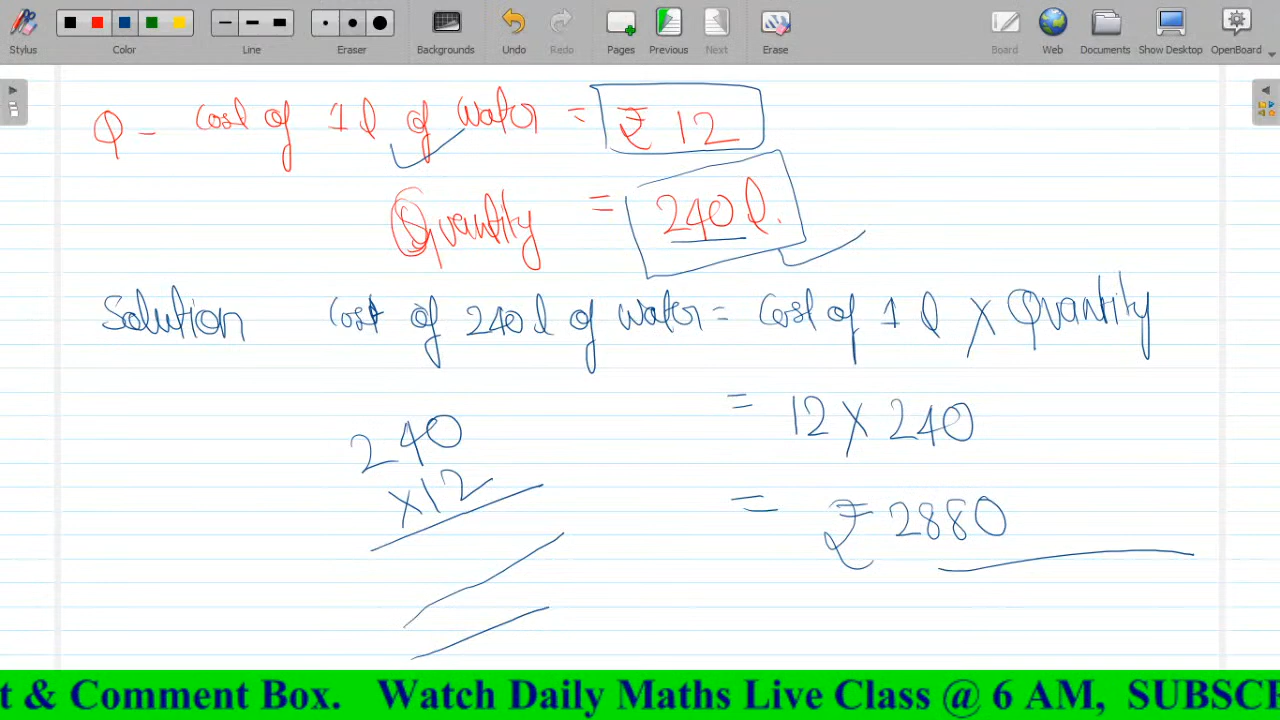 Stylus Color Line Eraser Backgrounds Undo Redo Pages Previous Next Erase Board Web Documents Show Desktop OpenBoard
Q - cost of 1 l of water = ₹ 12
Quantity = 240 l.
Solution cost of 240 l of water = cost of 1 l X Quantity
= 12 X 240
240
x12
= ₹ 2880
t & Comment Box. Watch Daily Maths Live Class @ 6 AM, SUBSC